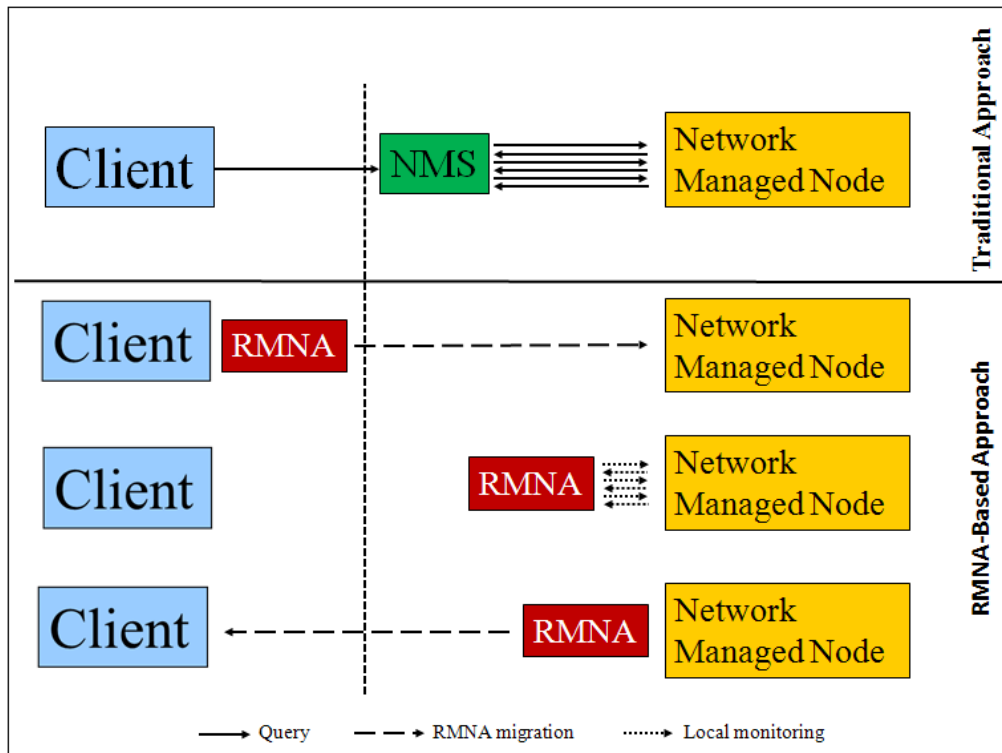 Client
NMS
Network
Managed Node
Traditional Approach
Client
RMNA
Network
Managed Node
Client
RMNA
Network
Managed Node
Client
RMNA
Network
Managed Node
RMNA-Based Approach
Query
RMNA migration
Local monitoring